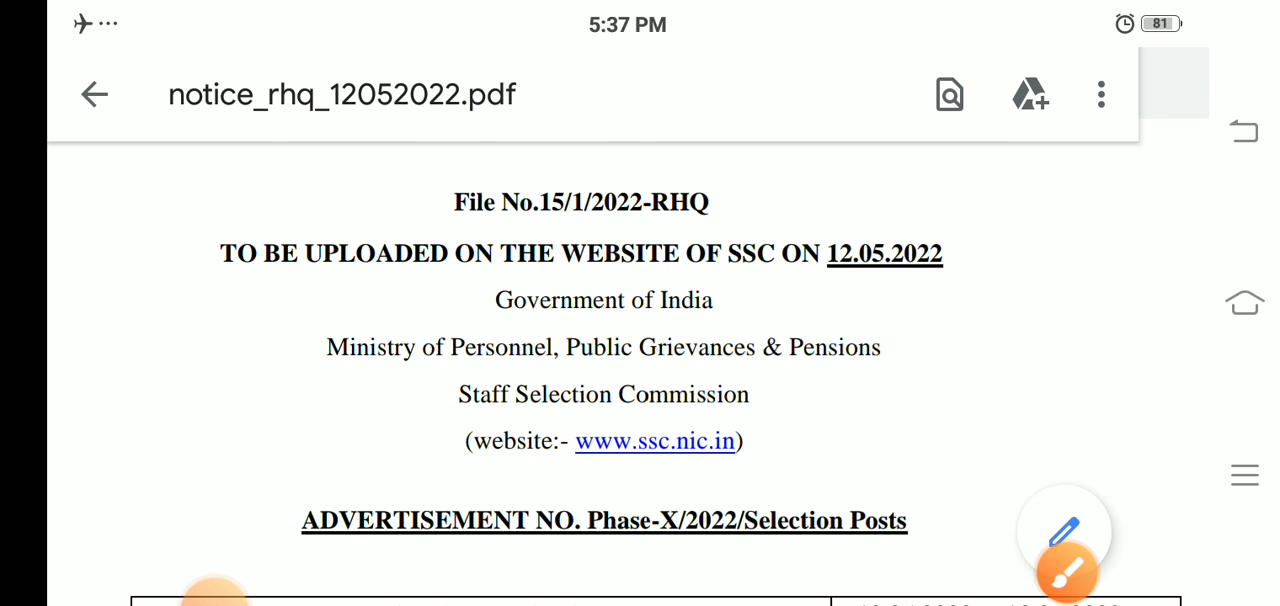 5:37 PM
81
notice_rhq_12052022.pdf
File No.15/1/2022-RHQ
TO BE UPLOADED ON THE WEBSITE OF SSC ON 12.05.2022
Government of India
Ministry of Personnel, Public Grievances & Pensions
Staff Selection Commission
(website:- www.ssc.nic.in)
ADVERTISEMENT NO. Phase-X/2022/Selection Posts